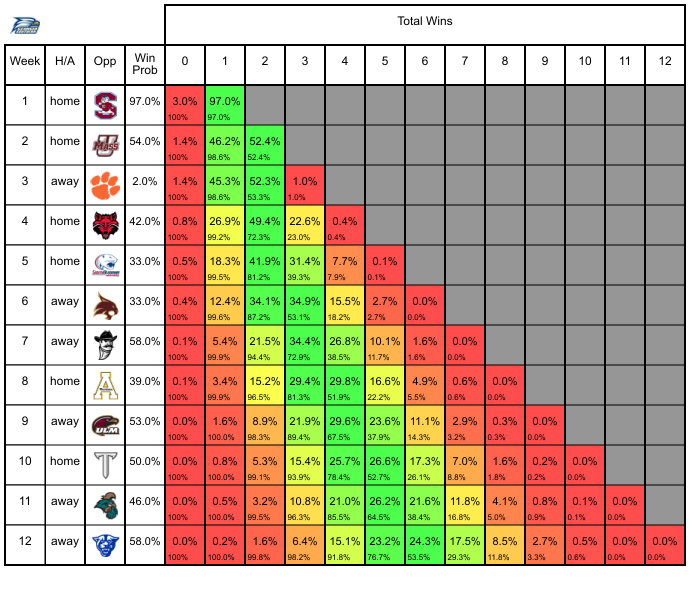 Total Wins
Week H/A Opp Win Prob 0 1 2 3 4 5 6 7 8 9 10 11 12
1 home 97.0% 3.0% 97.0%
100% 97.0%
2 home MASS 54.0% 1.4% 46.2% 52.4%
100% 98.6% 52.4%
3 away 2.0% 1.4% 45.3% 52.3% 1.0%
100% 98.6% 53.3% 1.0%
4 home 42.0% 0.8% 26.9% 49.4% 22.6% 0.4%
100% 99.2% 72.3% 23.0% 0.4%
5 home 33.0% 0.5% 18.3% 41.9% 31.4% 7.7% 0.1%
100% 99.5% 81.2% 39.3% 7.9% 0.1%
6 away 33.0% 0.4% 12.4% 34.1% 34.9% 15.5% 2.7% 0.0%
100% 99.6% 87.2% 53.1% 18.2% 2.7% 0.0%
7 away 58.0% 0.1% 5.4% 21.5% 34.4% 26.8% 10.1% 1.6% 0.0%
100% 99.9% 94.4% 72.9% 38.5% 11.7% 1.6% 0.0%
8 home A 39.0% 0.1% 3.4% 15.2% 29.4% 29.8% 16.6% 4.9% 0.6% 0.0%
100% 99.9% 96.5% 81.3% 51.9% 22.2% 5.5% 0.6% 0.0%
9 away ULM 53.0% 0.0% 1.6% 8.9% 21.9% 29.6% 23.6% 11.1% 2.9% 0.3% 0.0%
100% 100.0% 98.3% 89.4% 67.5% 37.9% 14.3% 3.2% 0.3% 0.0%
10 home T 50.0% 0.0% 0.8% 5.3% 15.4% 25.7% 26.6% 17.3% 7.0% 1.6% 0.2% 0.0%
100% 100.0% 99.1% 93.9% 78.4% 52.7% 26.1% 8.8% 1.8% 0.2% 0.0%
11 away 46.0% 0.0% 0.5% 3.2% 10.8% 21.0% 26.2% 21.6% 11.8% 4.1% 0.8% 0.1% 0.0%
100% 100.0% 99.5% 96.3% 85.5% 64.5% 38.4% 16.8% 5.0% 0.9% 0.1% 0.0%
12 away 58.0% 0.0% 0.2% 1.6% 6.4% 15.1% 23.2% 24.3% 17.5% 8.5% 2.7% 0.5% 0.0% 0.0%
100% 100.0% 99.8% 98.2% 91.8% 76.7% 53.5% 29.3% 11.8% 3.3% 0.6% 0.0% 0.0%